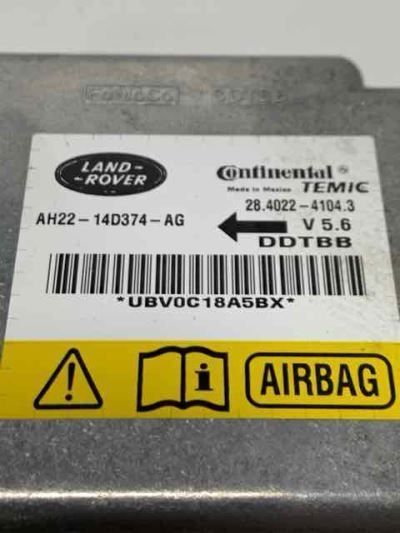 LAND-
-ROVER
Continental®
Made in Mexico TEMIC
28.4022-4104.3
AH22-14D374-AG
V 5.6
DDTBB
*UBV0C18A5BX*
i
AIRBAG